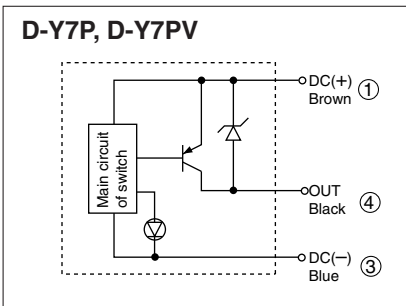 D-Y7P, D-Y7PV
DC(+) ①
Brown
Main circuit
of switch
OUT
Black ④
DC(−) ③
Blue